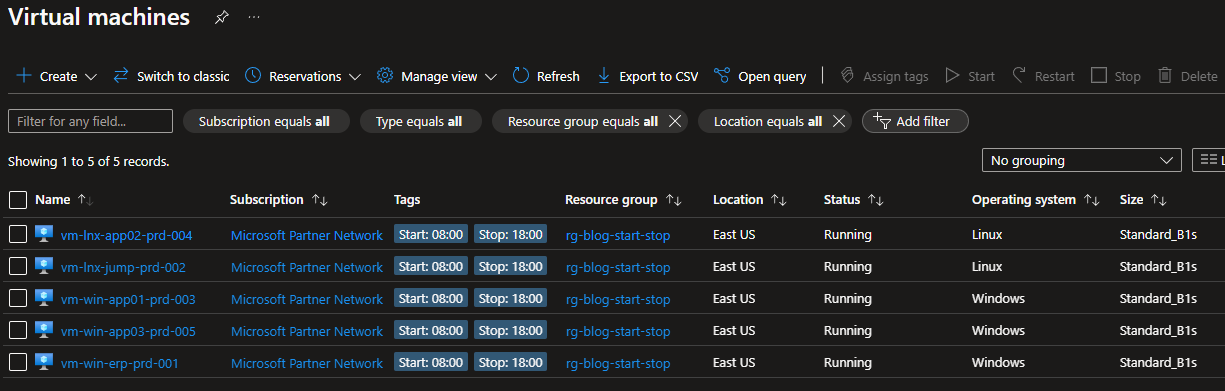 Virtual machines
Create Switch to classic Reservations Manage view Refresh Export to CSV Open query Assign tags Start Restart Stop Delete
Filter for any field... Subscription equals all Type equals all Resource group equals all Location equals all Add filter
Showing 1 to 5 of 5 records. No grouping L
Name Subscription Tags Resource group Location Status Operating system Size
vm-lnx-app02-prd-004 Microsoft Partner Network Start: 08:00 Stop: 18:00 rg-blog-start-stop East US Running Linux Standard_B1s
vm-lnx-jump-prd-002 Microsoft Partner Network Start: 08:00 Stop: 18:00 rg-blog-start-stop East US Running Linux Standard_B1s
vm-win-app01-prd-003 Microsoft Partner Network Start: 08:00 Stop: 18:00 rg-blog-start-stop East US Running Windows Standard_B1s
vm-win-app03-prd-005 Microsoft Partner Network Start: 08:00 Stop: 18:00 rg-blog-start-stop East US Running Windows Standard_B1s
vm-win-erp-prd-001 Microsoft Partner Network Start: 08:00 Stop: 18:00 rg-blog-start-stop East US Running Windows Standard_B1s